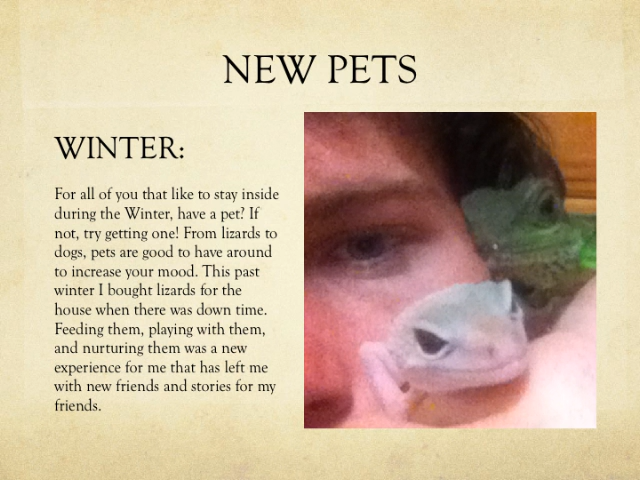 NEW PETS
WINTER:
For all of you that like to stay inside
during the Winter, have a pet? If
not, try getting one! From lizards to
dogs, pets are good to have around
to increase your mood. This past
winter I bought lizards for the
house when there was down time.
Feeding them, playing with them,
and nurturing them was a new
experience for me that has left me
with new friends and stories for my
friends.